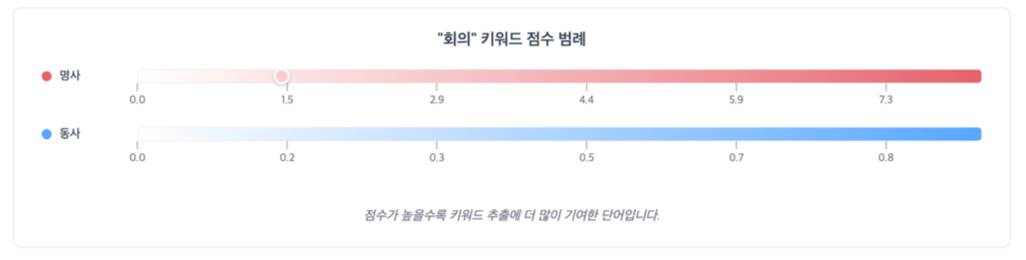 "회의" 키워드 점수 범례
명사
0.0 1.5 2.9 4.4 5.9 7.3
동사
0.0 0.2 0.3 0.5 0.7 0.8
점수가 높을수록 키워드 추출에 더 많이 기여한 단어입니다.